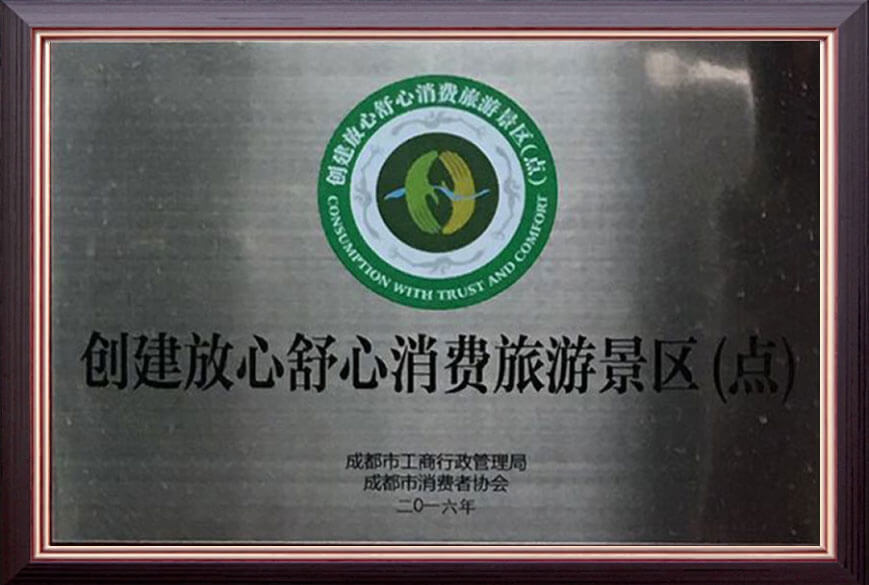 创建放心舒心消费旅游景区(点)
CONSUMPTION WITH TRUST AND COMFORT
创建放心舒心消费旅游景区(点)
成都市工商行政管理局
成都市消费者协会
二〇一六年